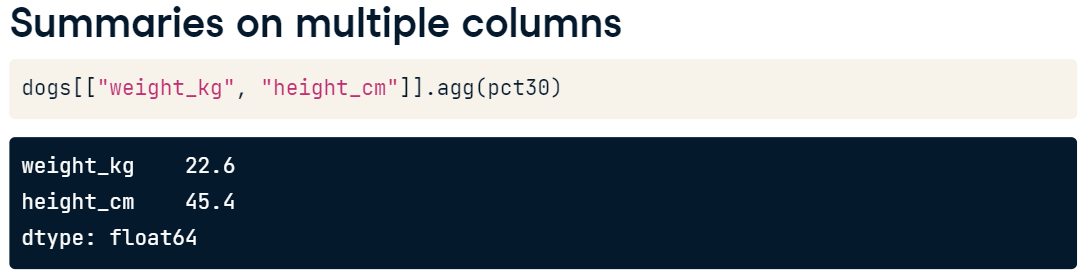 Summaries on multiple columns
dogs[["weight_kg", "height_cm"]].agg(pct30)
weight_kg    22.6
height_cm    45.4
dtype: float64